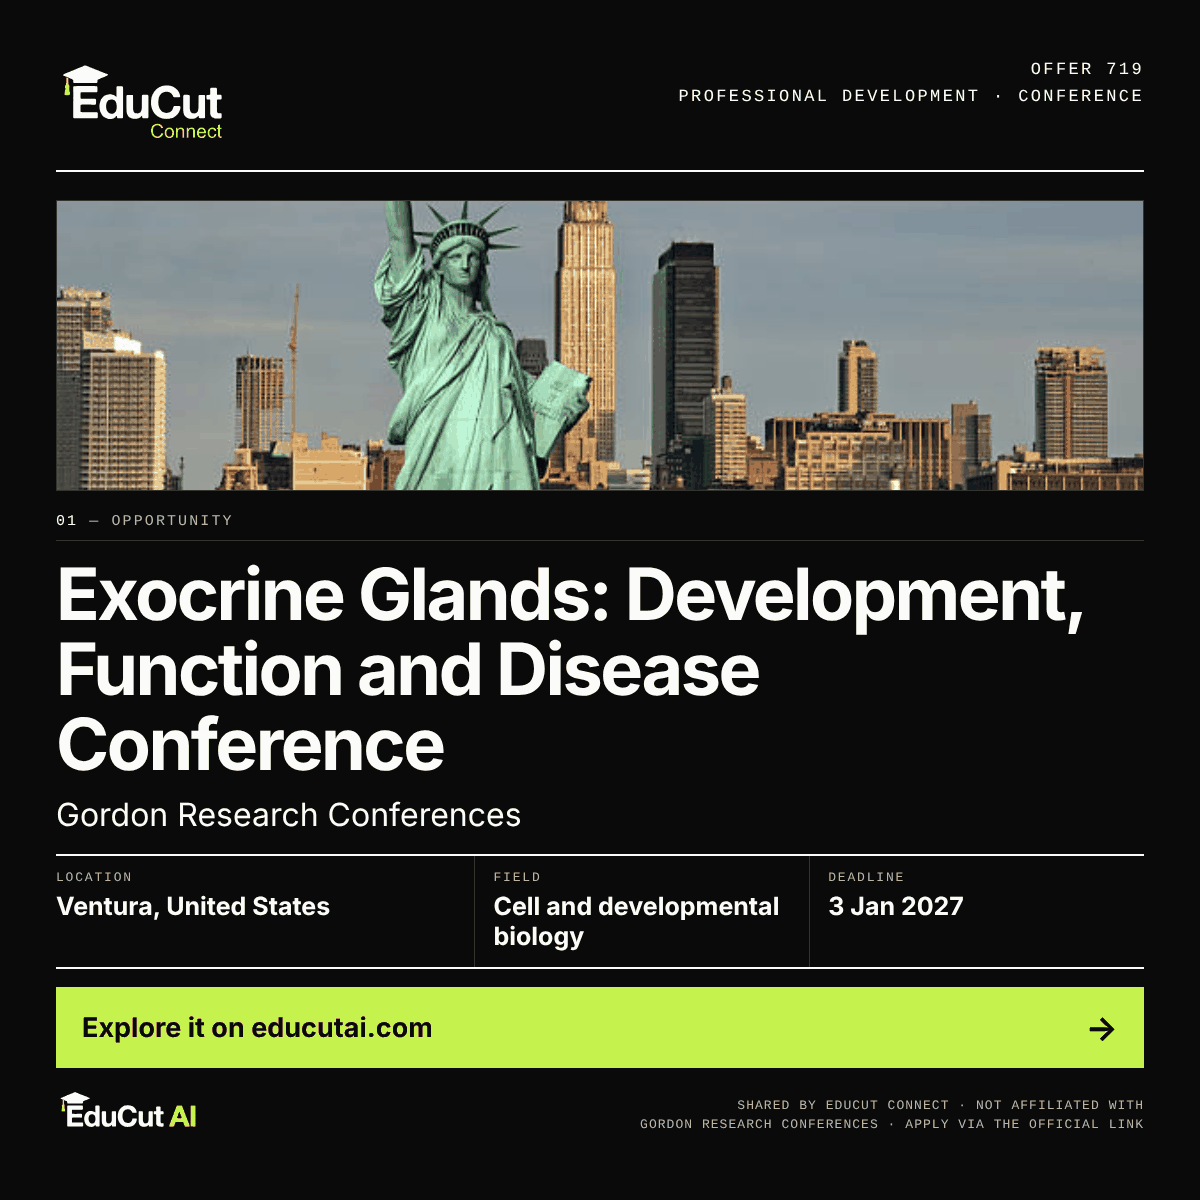 EduCut
Connect
OFFER 719
PROFESSIONAL DEVELOPMENT · CONFERENCE
01 — OPPORTUNITY
Exocrine Glands: Development,
Function and Disease
Conference
Gordon Research Conferences
LOCATION
Ventura, United States
FIELD
Cell and developmental
biology
DEADLINE
3 Jan 2027
Explore it on educutai.com →
EduCut AI
SHARED BY EDUCUT CONNECT · NOT AFFILIATED WITH
GORDON RESEARCH CONFERENCES · APPLY VIA THE OFFICIAL LINK